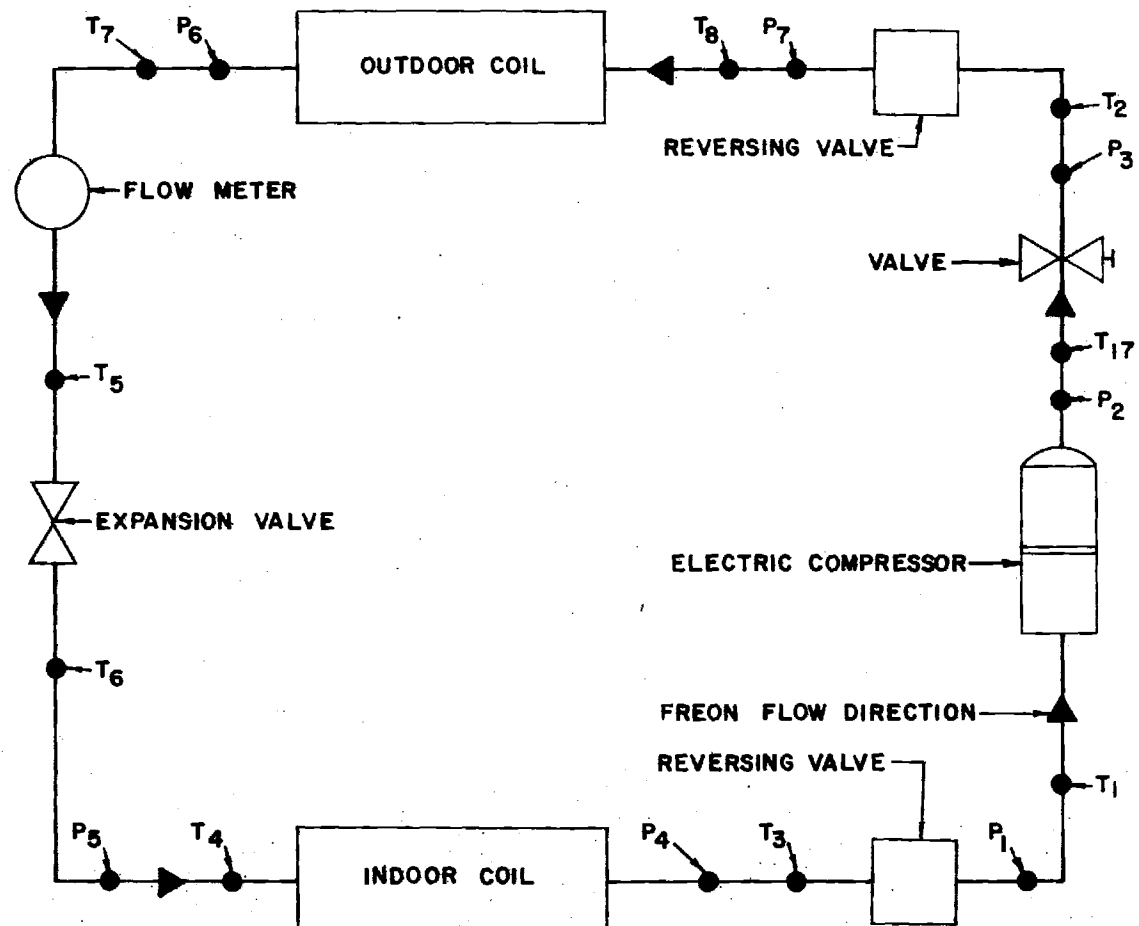 T7 P6
OUTDOOR COIL
T8 P7
T2
REVERSING VALVE
P3
FLOW METER
VALVE
T17
T5
P2
EXPANSION VALVE
ELECTRIC COMPRESSOR
T6
FREON FLOW DIRECTION
REVERSING VALVE
T1
P5 T4
INDOOR COIL
P4 T3
P1